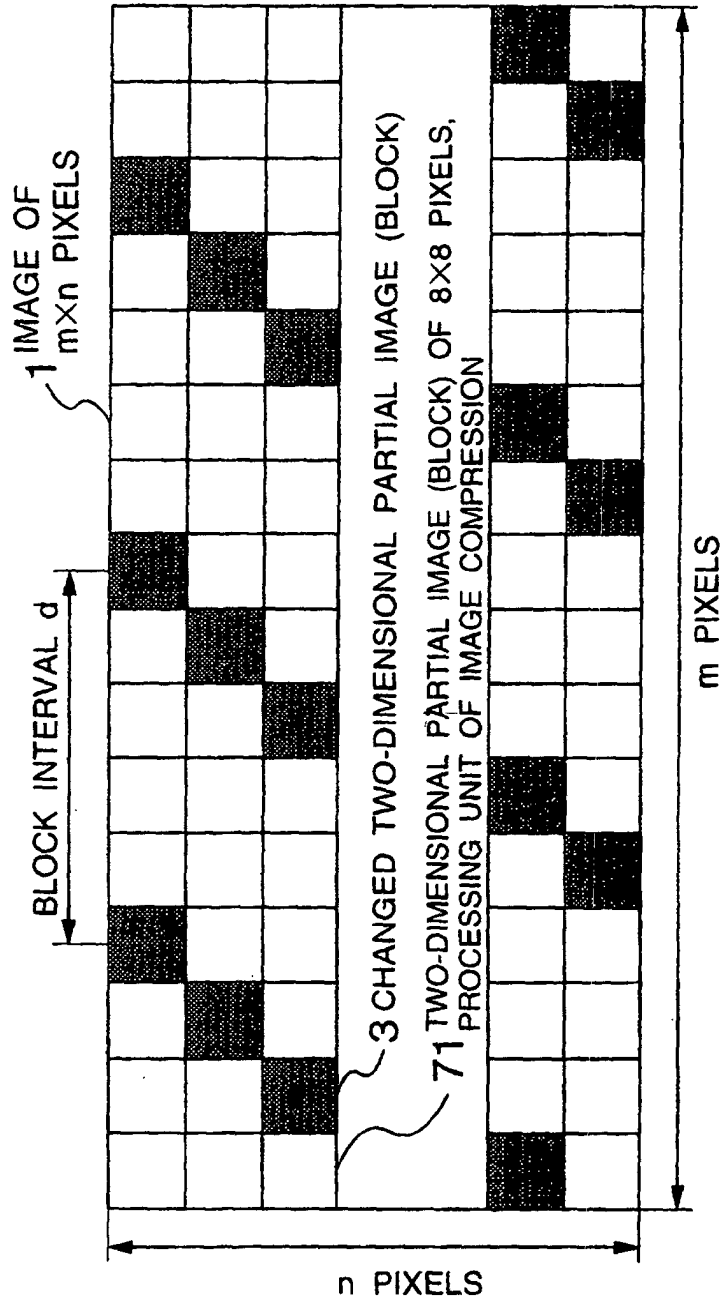 1 IMAGE OF
m×n PIXELS
BLOCK INTERVAL d
3 CHANGED TWO-DIMENSIONAL PARTIAL IMAGE (BLOCK)
71 TWO-DIMENSIONAL PARTIAL IMAGE (BLOCK) OF 8×8 PIXELS,
PROCESSING UNIT OF IMAGE COMPRESSION
m PIXELS
n PIXELS